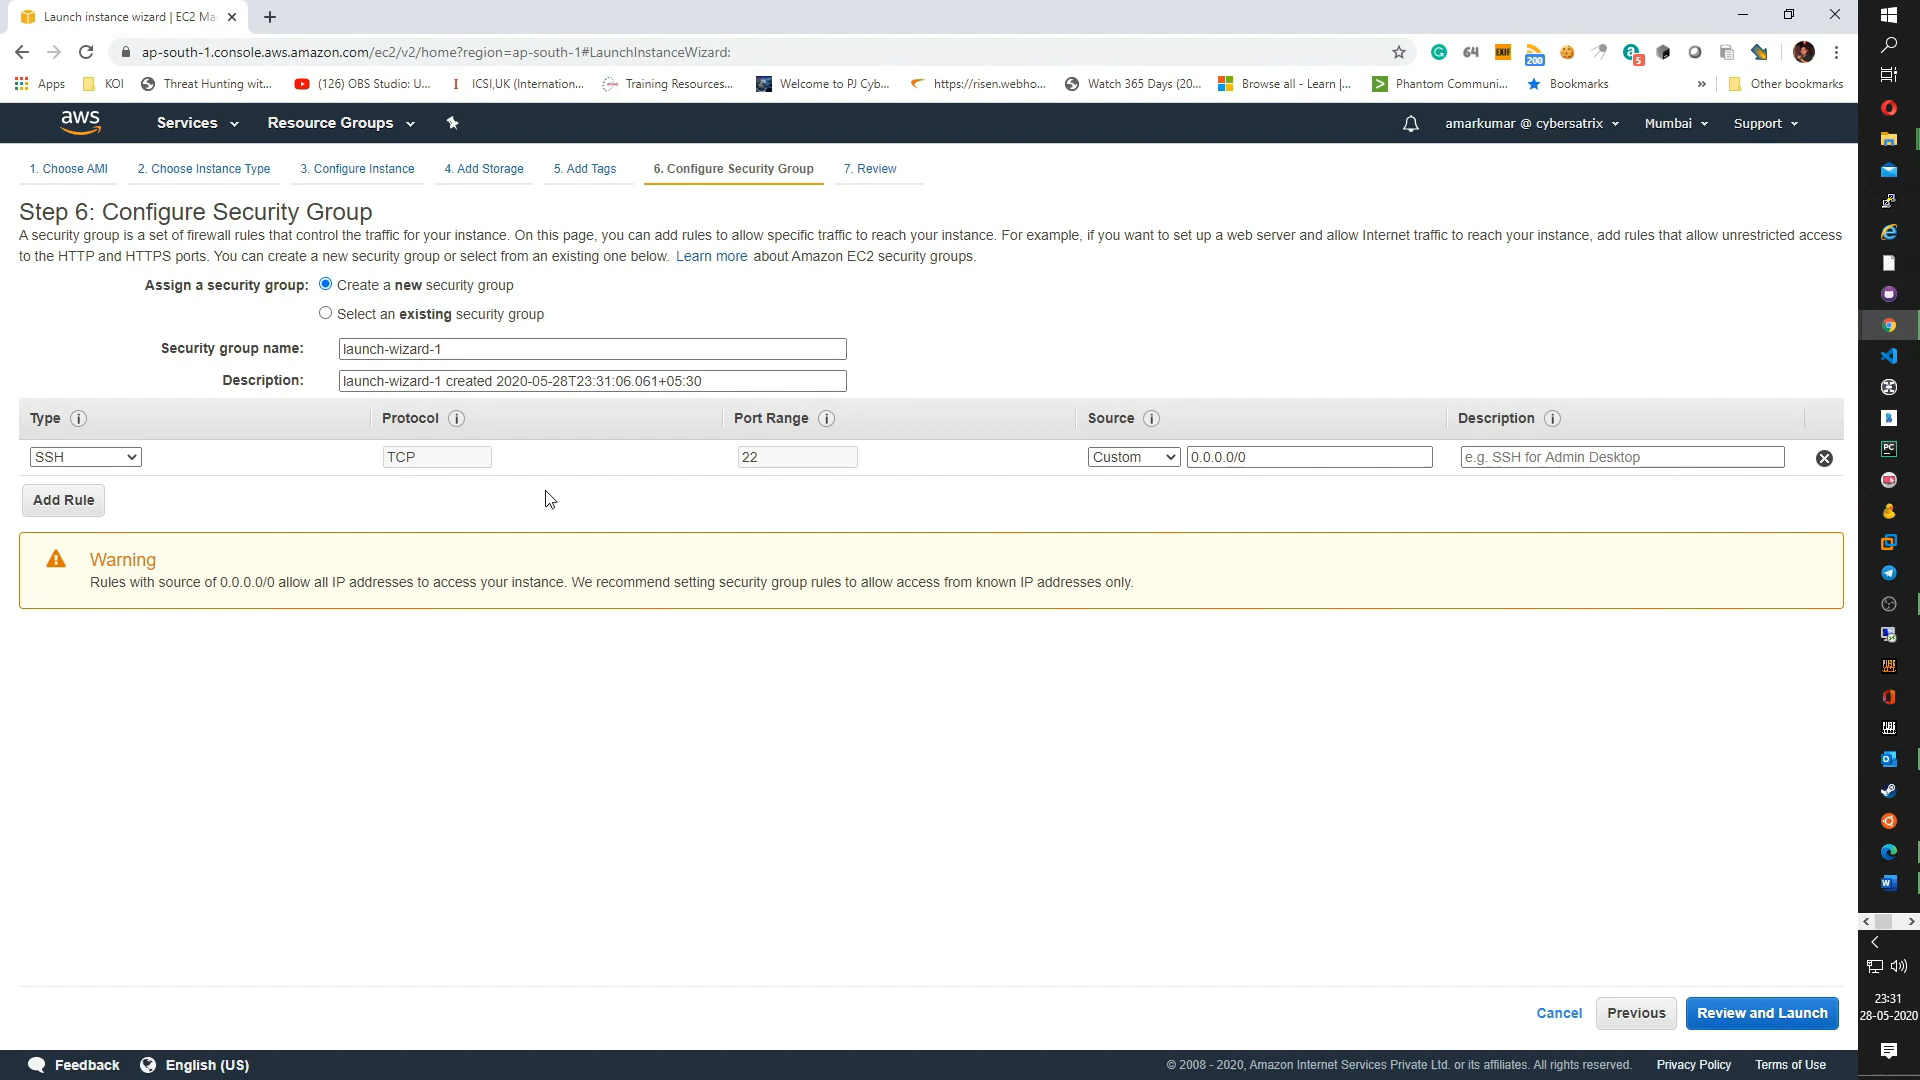 Launch instance wizard | EC2 Ma
ap-south-1.console.aws.amazon.com/ec2/v2/home?region=ap-south-1#LaunchInstanceWizard:
64 EXIF 200 a 5
Apps KOI Threat Hunting wit... (126) OBS Studio: U... ICSI,UK (Internation... Training Resources... Welcome to PJ Cyb... https://risen.webho... Watch 365 Days (20... Browse all - Learn |... Phantom Communi... Bookmarks » Other bookmarks
aws Services Resource Groups amarkumar @ cybersatrix Mumbai Support
1. Choose AMI 2. Choose Instance Type 3. Configure Instance 4. Add Storage 5. Add Tags 6. Configure Security Group 7. Review
Step 6: Configure Security Group
A security group is a set of firewall rules that control the traffic for your instance. On this page, you can add rules to allow specific traffic to reach your instance. For example, if you want to set up a web server and allow Internet traffic to reach your instance, add rules that allow unrestricted access
to the HTTP and HTTPS ports. You can create a new security group or select from an existing one below. Learn more about Amazon EC2 security groups.
Assign a security group: Create a new security group
Select an existing security group
Security group name: launch-wizard-1
Description: launch-wizard-1 created 2020-05-28T23:31:06.061+05:30
Type i Protocol i Port Range i Source i Description i
SSH TCP 22 Custom 0.0.0.0/0 e.g. SSH for Admin Desktop
Add Rule
Warning
Rules with source of 0.0.0.0/0 allow all IP addresses to access your instance. We recommend setting security group rules to allow access from known IP addresses only.
Cancel Previous Review and Launch
Feedback English (US) © 2008 - 2020, Amazon Internet Services Private Ltd. or its affiliates. All rights reserved. Privacy Policy Terms of Use
PC
23:31
28-05-2020